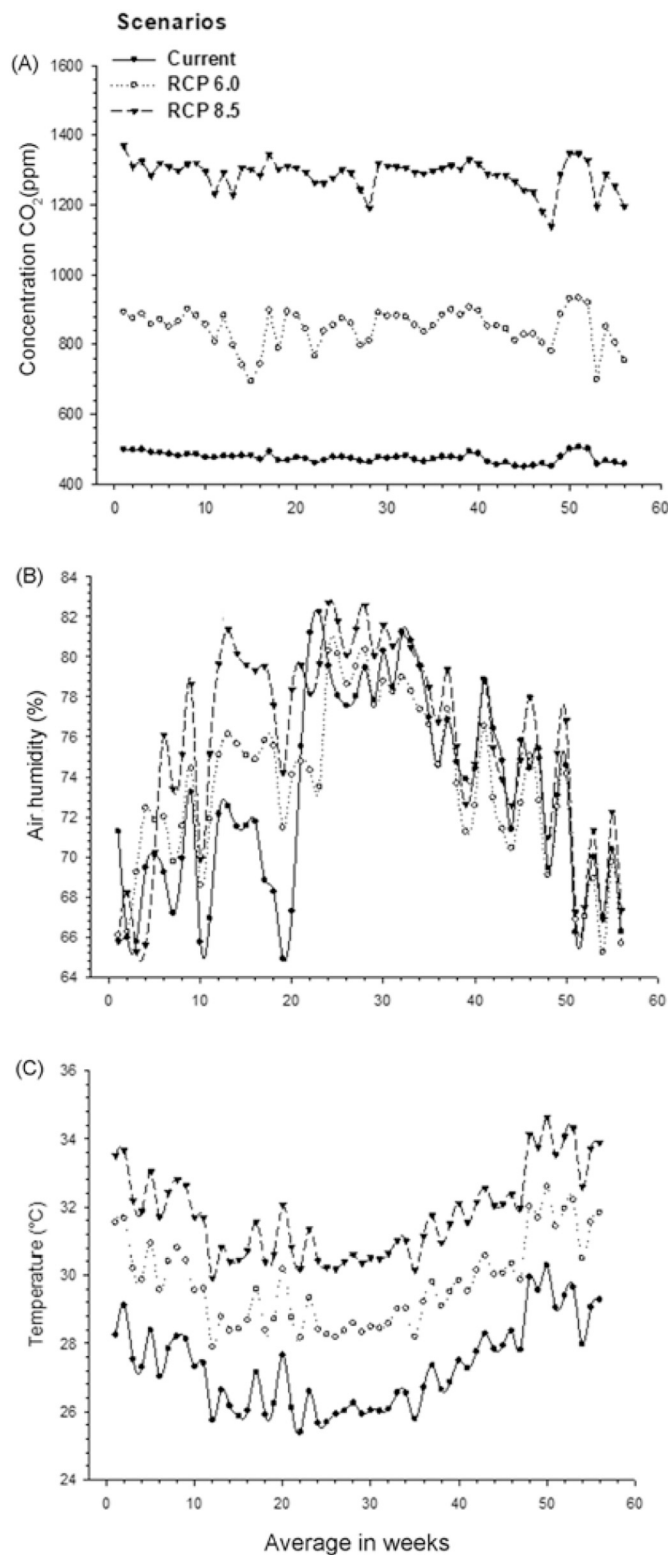 Scenarios
Current
RCP 6.0
RCP 8.5
(A)
1600
1400
1200
1000
800
600
400
Concentration CO2(ppm)
0 10 20 30 40 50 60
(B)
84
82
80
78
76
74
72
70
68
66
64
Air humidity (%)
0 10 20 30 40 50 60
(C)
36
34
32
30
28
26
24
Temperature (°C)
0 10 20 30 40 50 60
Average in weeks